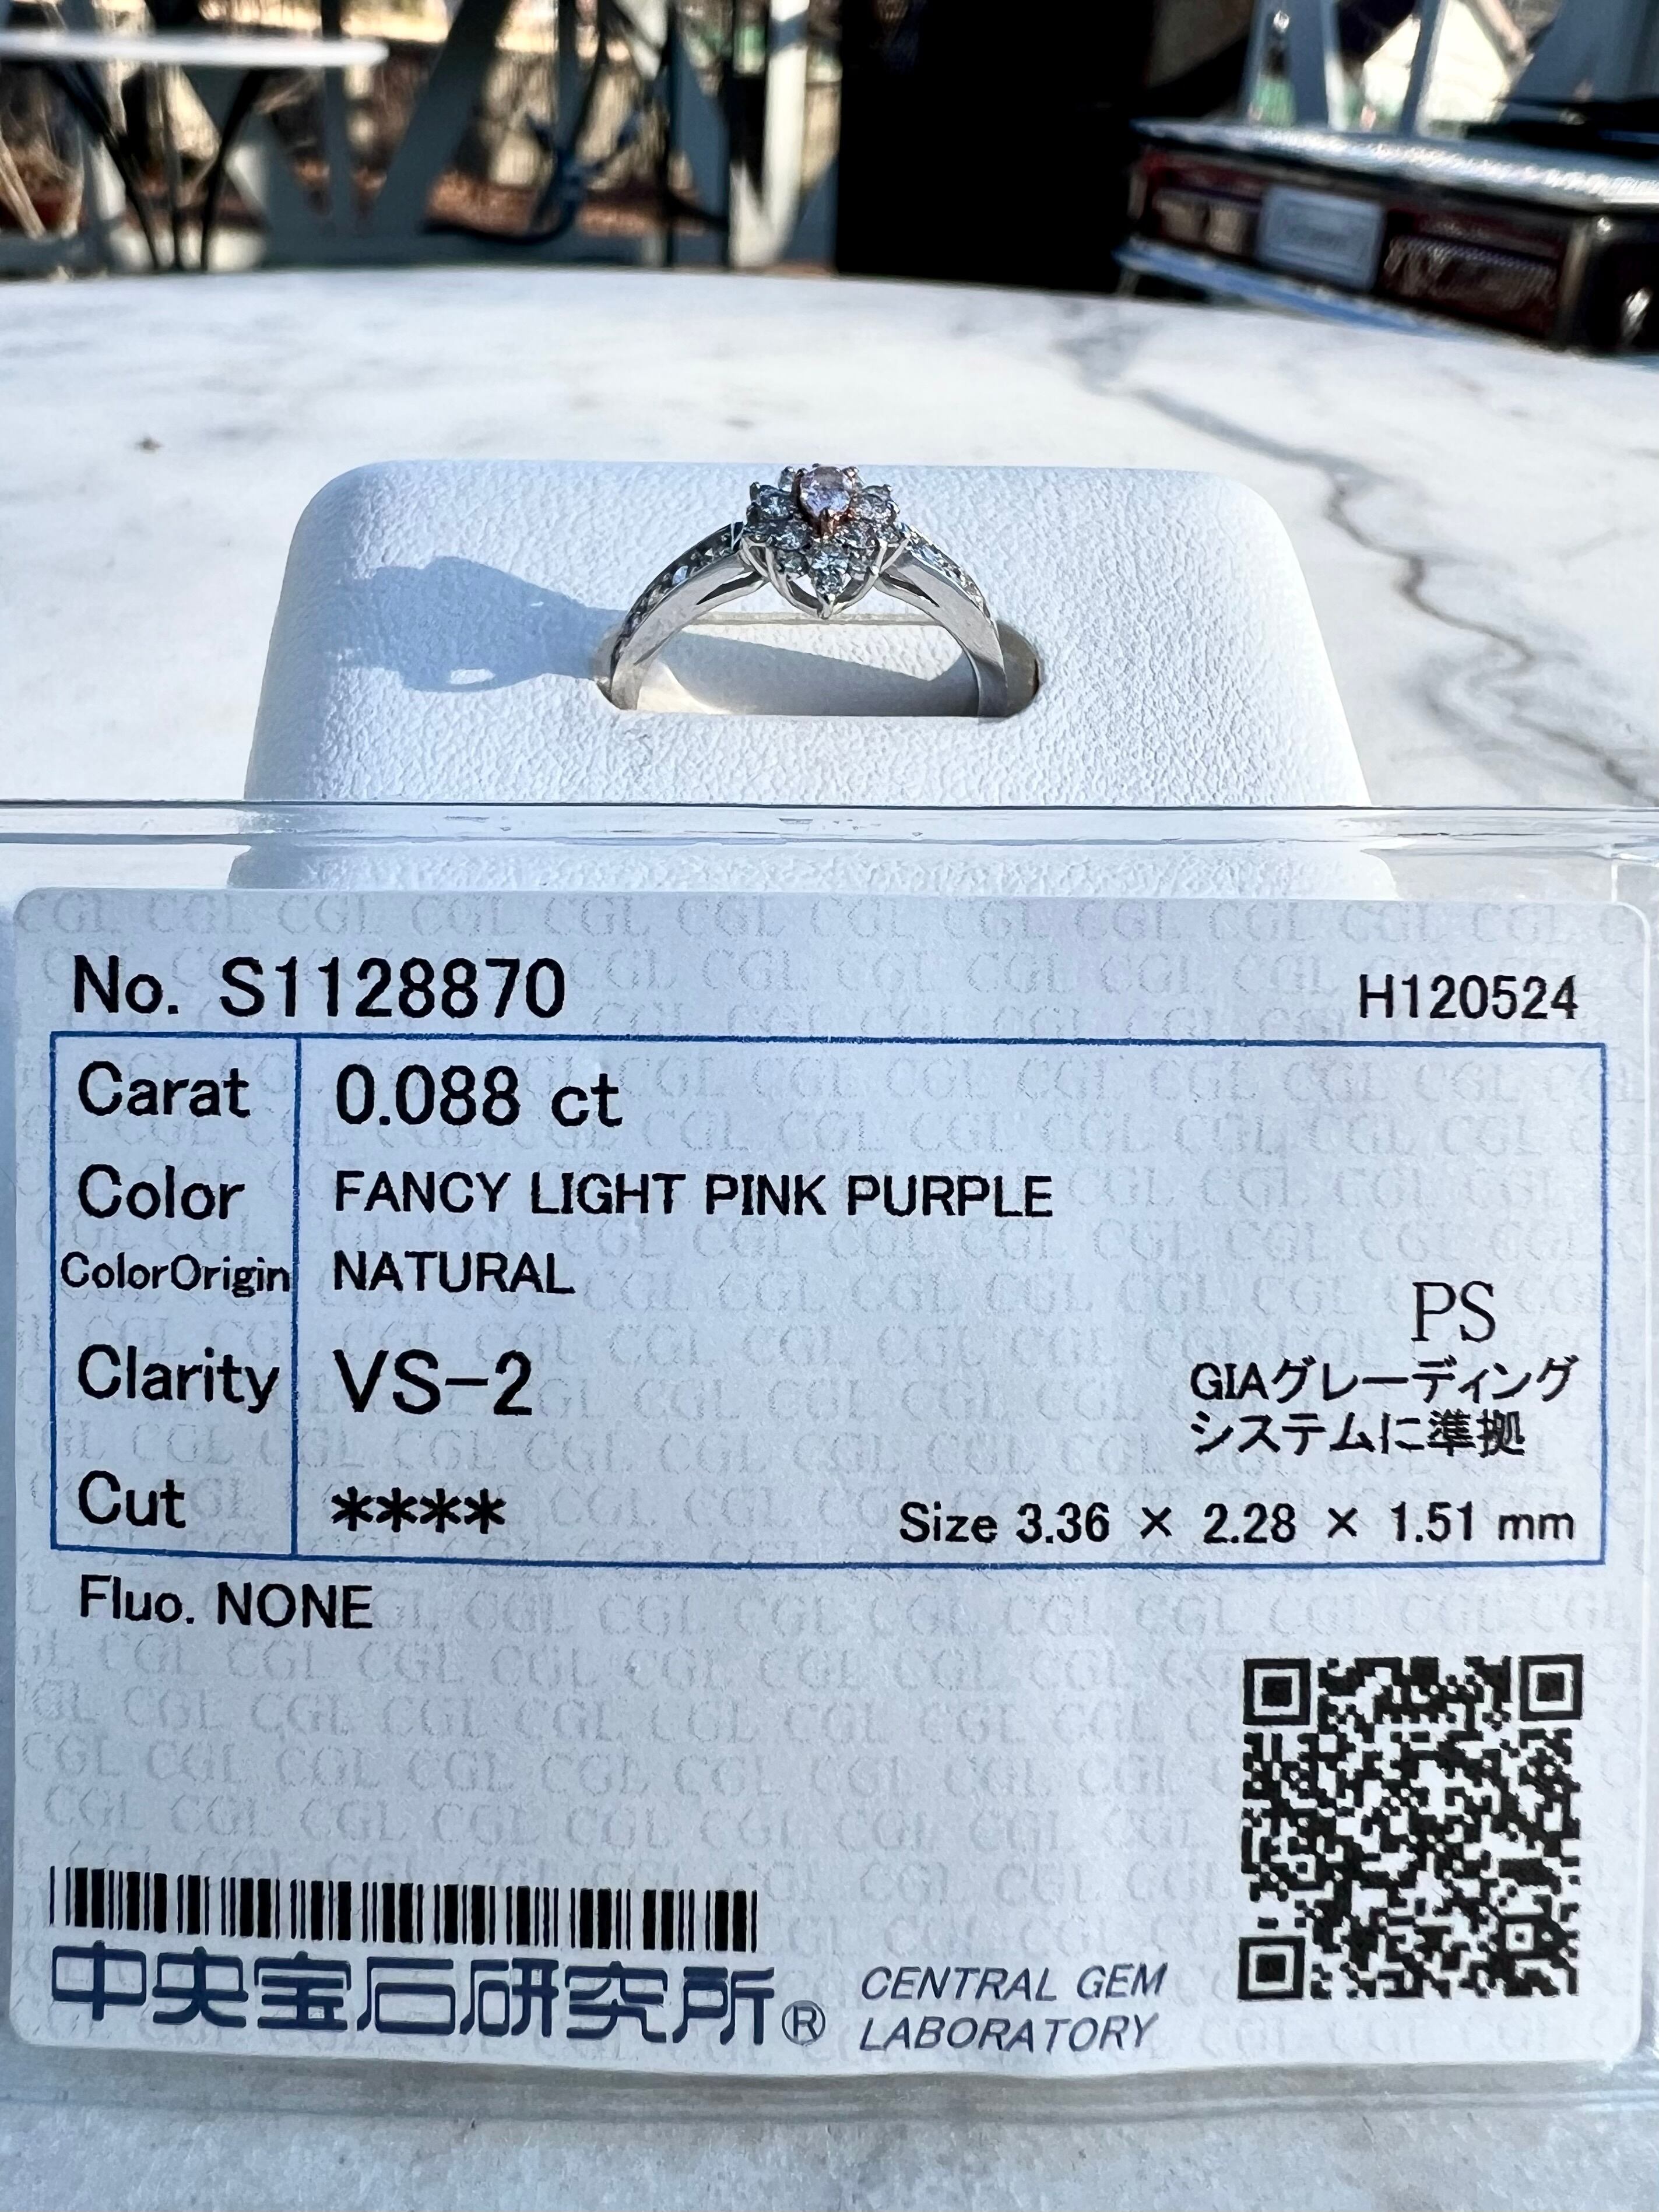 No. S1128870
H120524
Carat 0.088 ct
Color FANCY LIGHT PINK PURPLE
ColorOrigin NATURAL
PS
Clarity VS-2
GIAグレーディング
システムに準拠
Cut ****
Size 3.36 × 2.28 × 1.51 mm
Fluo. NONE
中央宝石研究所®
CENTRAL GEM
LABORATORY